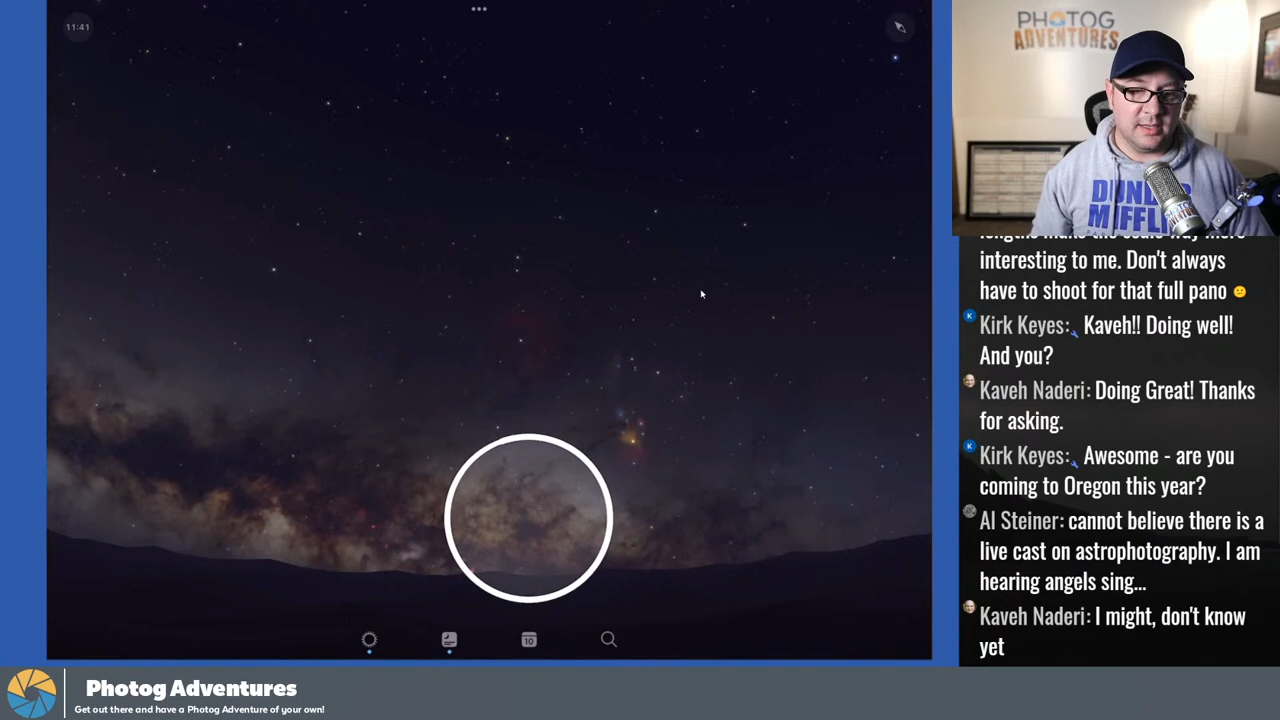 11:41
PHOTOG
ADVENTURES
DUNDER
MIFFLIN
PHOTOG
ADVENTURES
interesting to me. Don't always
have to shoot for that full pano
K
Kirk Keyes: Kaveh!! Doing well!
And you?
Kaveh Naderi: Doing Great! Thanks
for asking.
K
Kirk Keyes: Awesome - are you
coming to Oregon this year?
Al Steiner: cannot believe there is a
live cast on astrophotography. I am
hearing angels sing...
Kaveh Naderi: I might, don't know
yet
10
Photog Adventures
Get out there and have a Photog Adventure of your own!